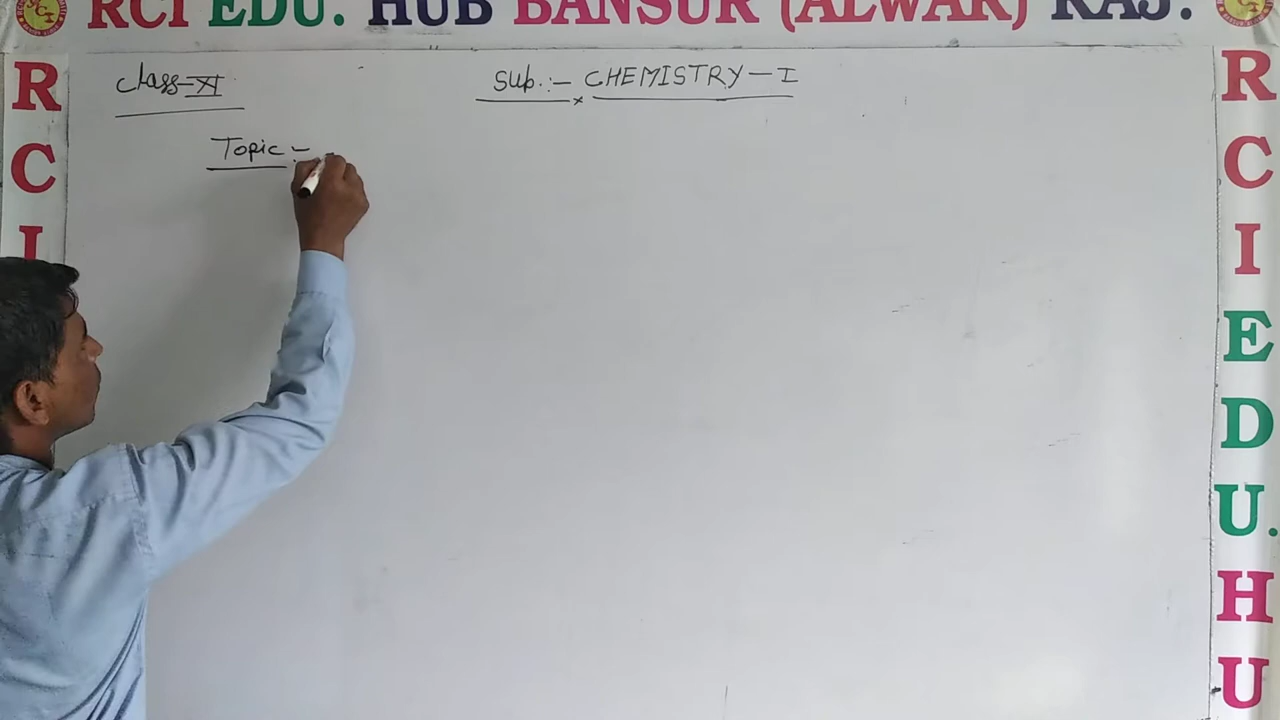 RCI EDU. HUB BANSUR (ALWAR) RAJ.
R
C
I
Class-XI
Sub.:- CHEMISTRY-I
Topic:-
R
C
I
E
D
U.
H
U